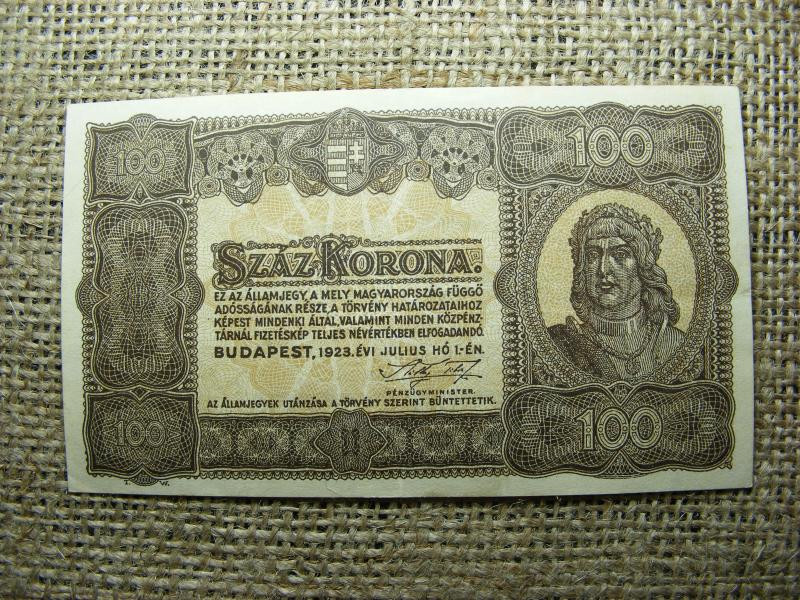 100
100
SZÁZ KORONA.
EZ AZ ÁLLAMJEGY, A MELY MAGYARORSZÁG FÜGGŐ
ADÓSSÁGÁNAK RÉSZE, A TÖRVÉNY HATÁROZATAIHOZ
KÉPEST MINDENKI ÁLTAL, VALAMINT MINDEN KÖZPÉNZ-
TÁRNÁL FIZETÉSKÉP TELJES NÉVÉRTÉKBEN ELFOGADANDÓ.
BUDAPEST, 1923. ÉVI JULIUS HÓ 1-ÉN.
PÉNZÜGYMINISTER.
AZ ÁLLAMJEGYEK UTÁNZÁSA A TÖRVÉNY SZERINT BÜNTETTETIK.
100
100
I. W.